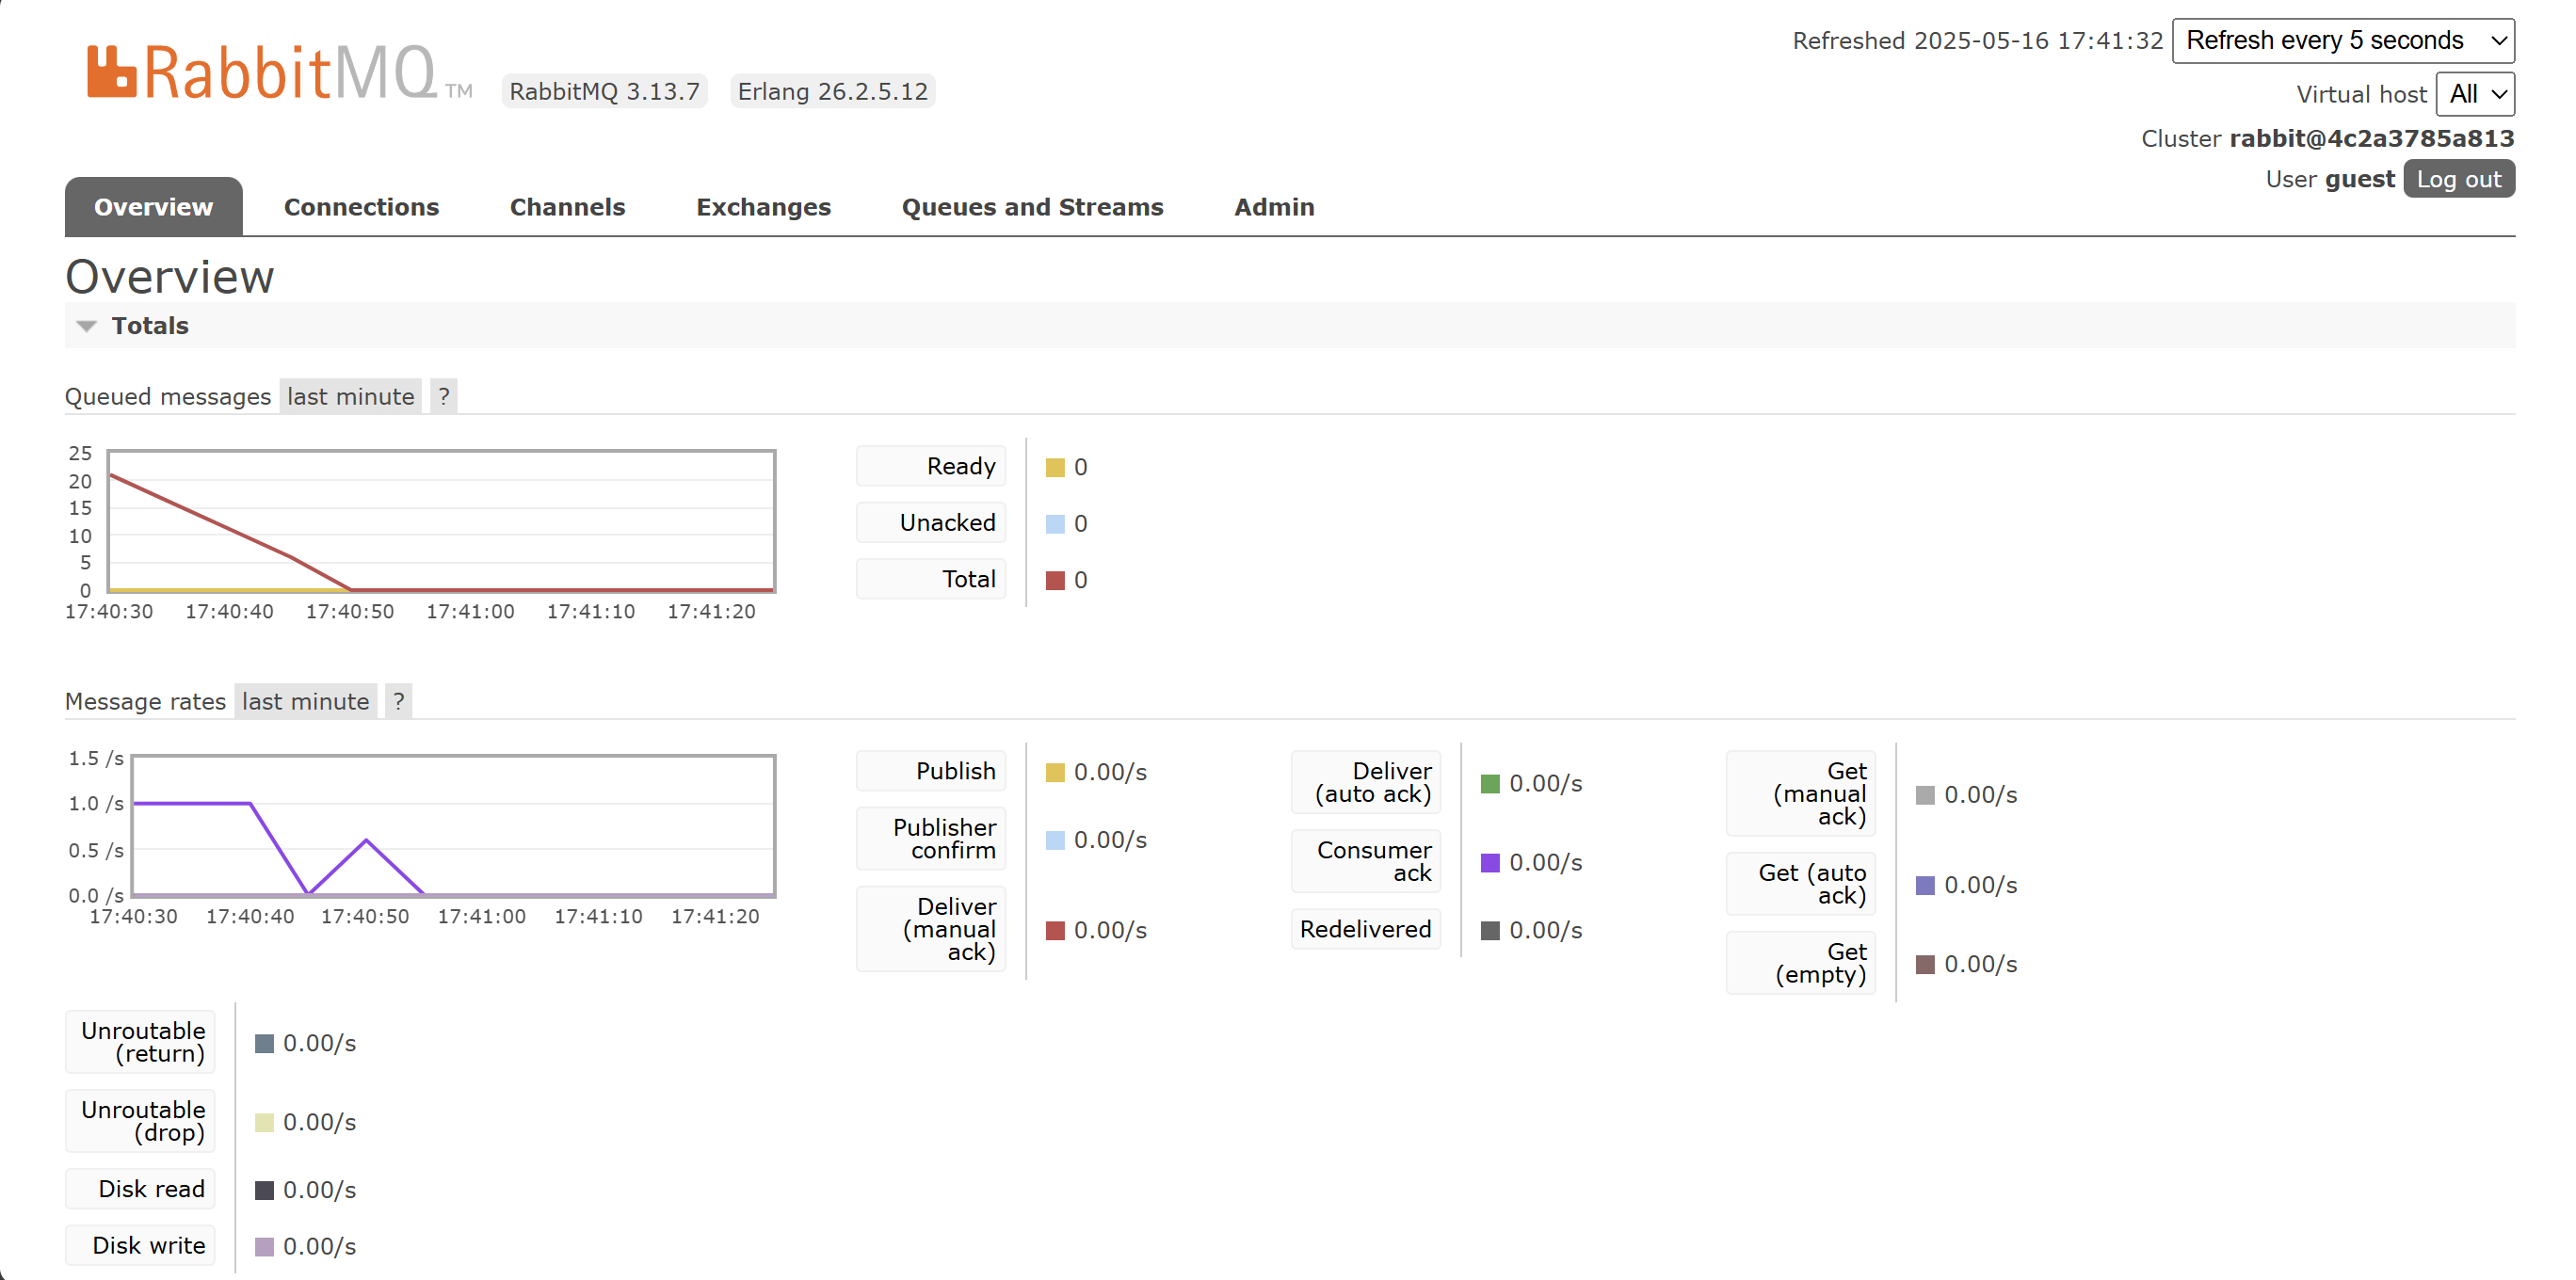 Refreshed 2025-05-16 17:41:32 Refresh every 5 seconds
RabbitMQ TM RabbitMQ 3.13.7 Erlang 26.2.5.12
Virtual host All
Cluster rabbit@4c2a3785a813
User guest Log out
Overview Connections Channels Exchanges Queues and Streams Admin
Overview
Totals
Queued messages last minute ?
25
20
15
10
5
0
17:40:30 17:40:40 17:40:50 17:41:00 17:41:10 17:41:20
Ready 0
Unacked 0
Total 0
Message rates last minute ?
1.5 /s
1.0 /s
0.5 /s
0.0 /s
17:40:30 17:40:40 17:40:50 17:41:00 17:41:10 17:41:20
Publish 0.00/s
Publisher
confirm 0.00/s
Deliver
(manual
ack) 0.00/s
Deliver
(auto ack) 0.00/s
Consumer
ack 0.00/s
Redelivered 0.00/s
Get
(manual
ack) 0.00/s
Get (auto
ack) 0.00/s
Get
(empty) 0.00/s
Unroutable
(return) 0.00/s
Unroutable
(drop) 0.00/s
Disk read 0.00/s
Disk write 0.00/s